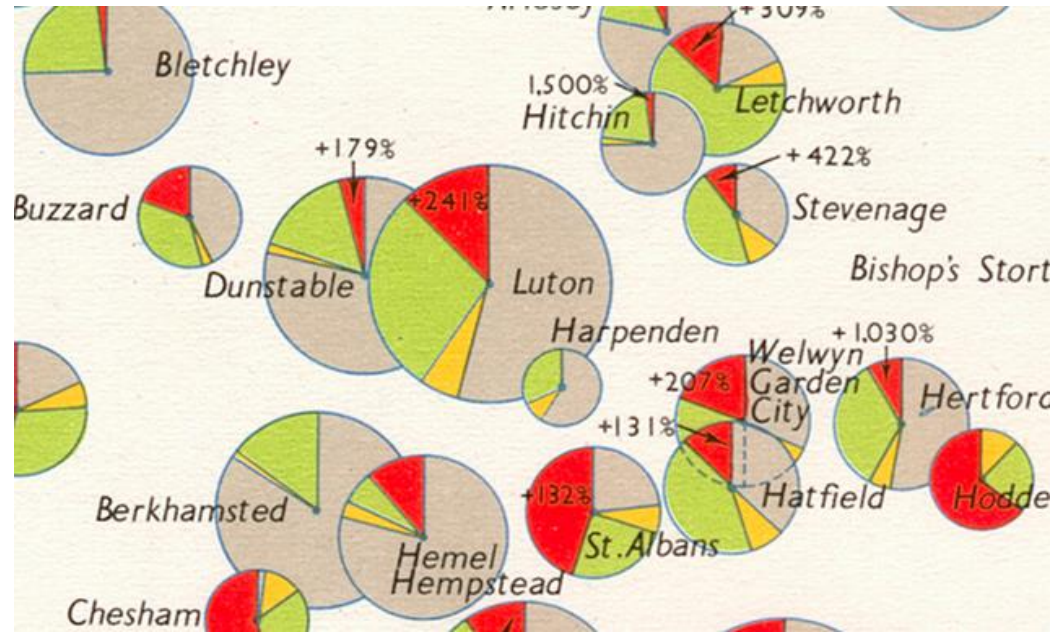 +309%
Bletchley
1,500%
Hitchin
Letchworth
+179%
+422%
+241%
Buzzard
Stevenage
Dunstable
Luton
Bishop's Stort
Harpenden
+1,030%
Welwyn
Garden
City
+207%
Hertford
+131%
+132%
Hatfield
Hodde
Berkhamsted
St. Albans
Hemel
Hempstead
Chesham